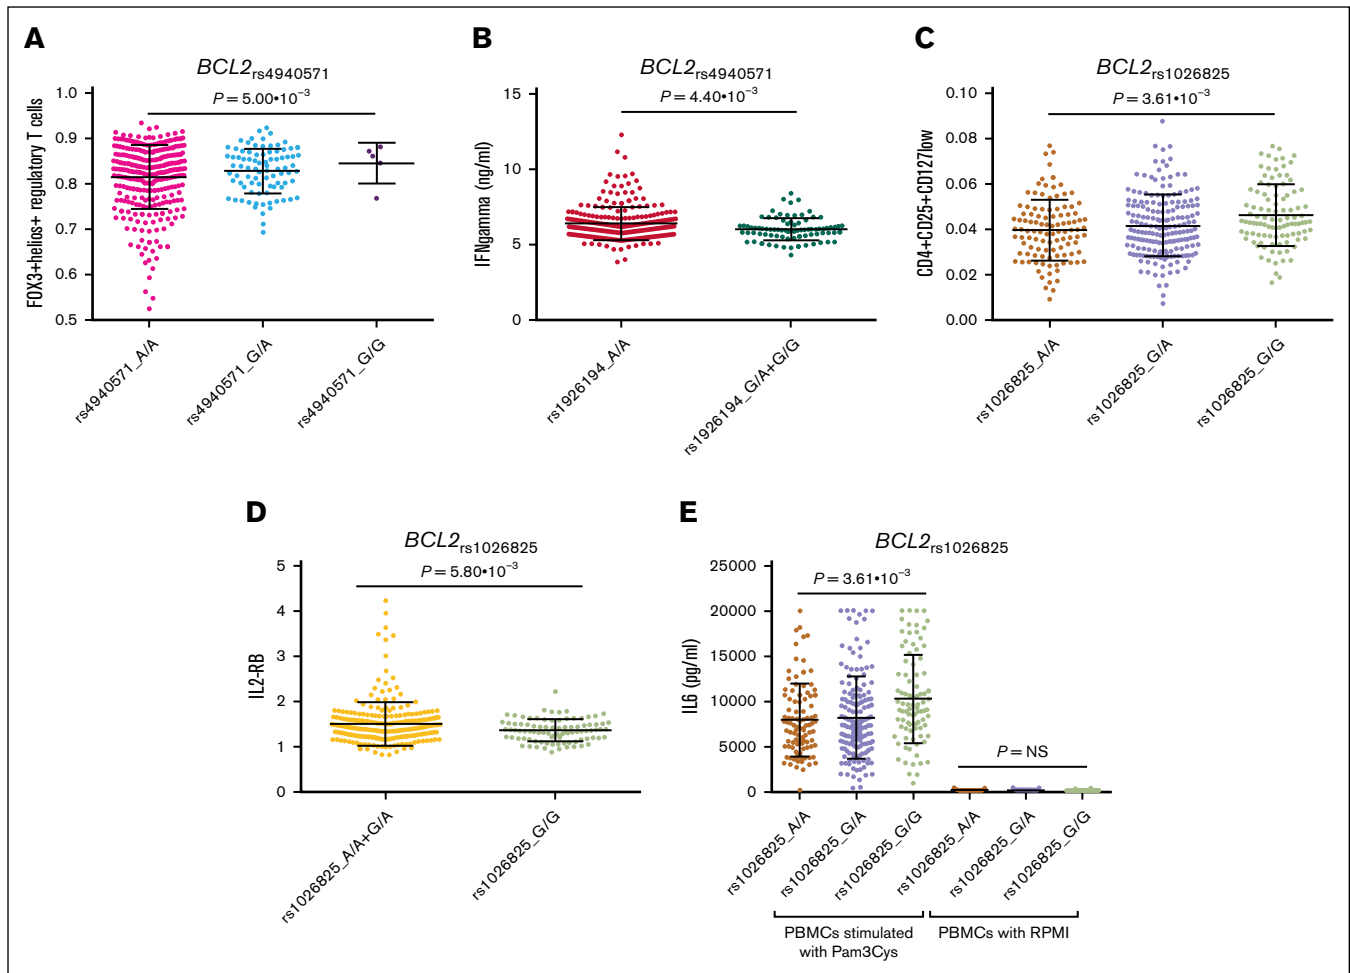 A
BCL2rs4940571
P = 5.00•10⁻³
FOX3+helios+ regulatory T cells
1.0
0.9
0.8
0.7
0.6
0.5
rs4940571_A/A
rs4940571_G/A
rs4940571_G/G
B
BCL2rs4940571
P = 4.40•10⁻³
IFNgamma (ng/ml)
15
10
5
0
rs1926194_A/A
rs1926194_G/A+G/G
C
BCL2rs1026825
P = 3.61•10⁻³
CD4+CD25+CD127low
0.10
0.08
0.06
0.04
0.02
0.00
rs1026825_A/A
rs1026825_G/A
rs1026825_G/G
D
BCL2rs1026825
P = 5.80•10⁻³
IL2-RB
5
4
3
2
1
0
rs1026825_A/A+G/A
rs1026825_G/G
E
BCL2rs1026825
P = 3.61•10⁻³
P = NS
IL6 (pg/ml)
25000
20000
15000
10000
5000
0
rs1026825_A/A
rs1026825_G/A
rs1026825_G/G
rs1026825_A/A
rs1026825_G/A
rs1026825_G/G
PBMCs stimulated
with Pam3Cys
PBMCs with RPMI